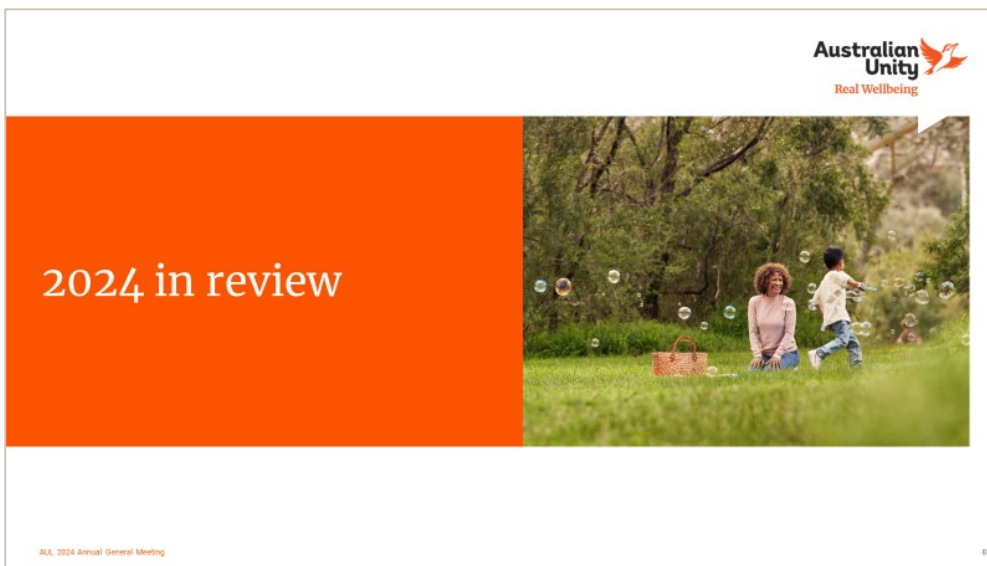 Australian
Unity
Real Wellbeing
2024 in review
AUL 2024 Annual General Meeting
8